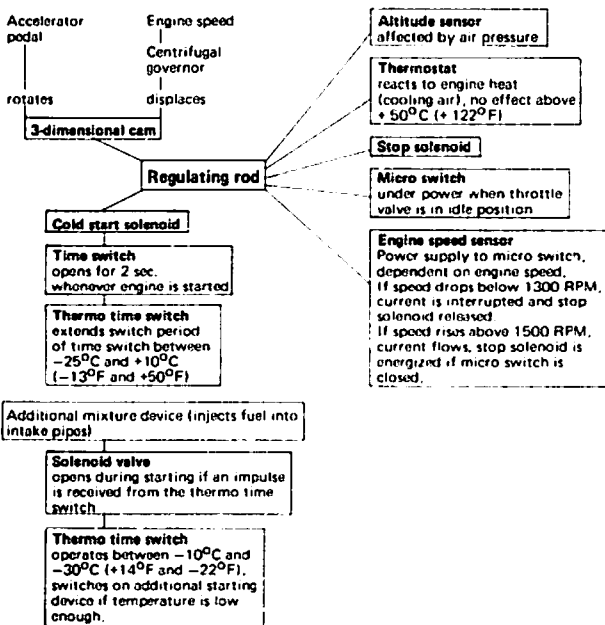 Accelerator
pedal
Engine speed
Centrifugal
governor
rotates
displaces
3-dimensional cam
Regulating rod
Cold start solenoid
Time switch
opens for 2 sec.
whenever engine is started
Thermo time switch
extends switch period
of time switch between
−25°C and +10°C
(−13°F and +50°F)
Altitude sensor
affected by air pressure
Thermostat
reacts to engine heat
(cooling air), no effect above
+ 50°C (+ 122°F)
Stop solenoid
Micro switch
under power when throttle
valve is in idle position
Engine speed sensor
Power supply to micro switch,
dependent on engine speed.
If speed drops below 1300 RPM,
current is interrupted and stop
solenoid released.
If speed rises above 1500 RPM,
current flows, stop solenoid is
energized if micro switch is
closed.
Additional mixture device (injects fuel into
intake pipes)
Solenoid valve
opens during starting if an impulse
is received from the thermo time
switch
Thermo time switch
operates between −10°C and
−30°C (+14°F and −22°F),
switches on additional starting
device if temperature is low
enough.